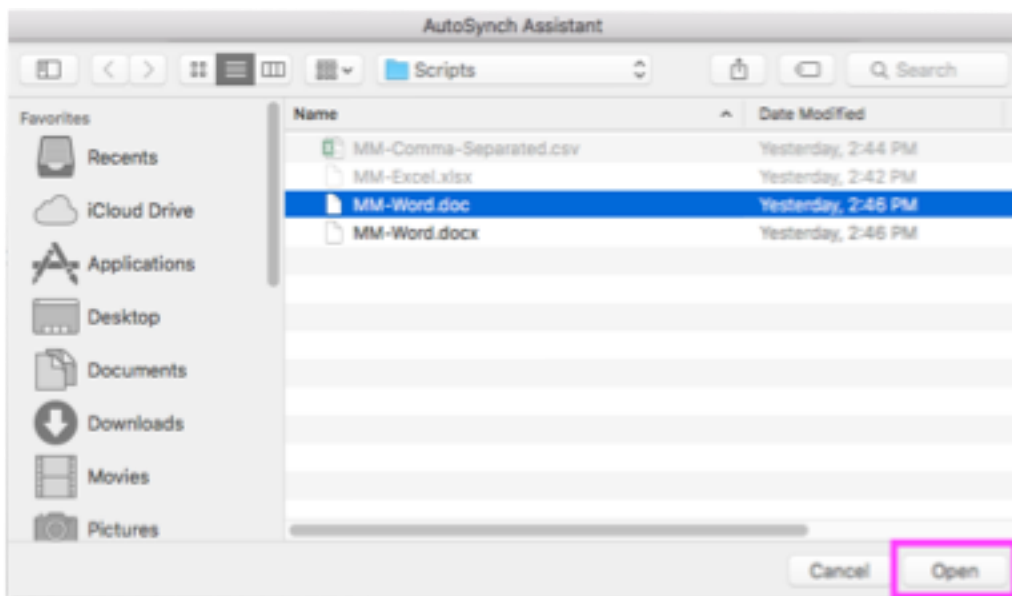 AutoSynch Assistant
Scripts
Search
Favorites
Name
Date Modified
Recents
MM-Comma-Separated.csv
Yesterday, 2:44 PM
MM-Excel.xlsx
Yesterday, 2:42 PM
iCloud Drive
MM-Word.doc
Yesterday, 2:46 PM
MM-Word.docx
Yesterday, 2:46 PM
Applications
Desktop
Documents
Downloads
Movies
Pictures
Cancel
Open